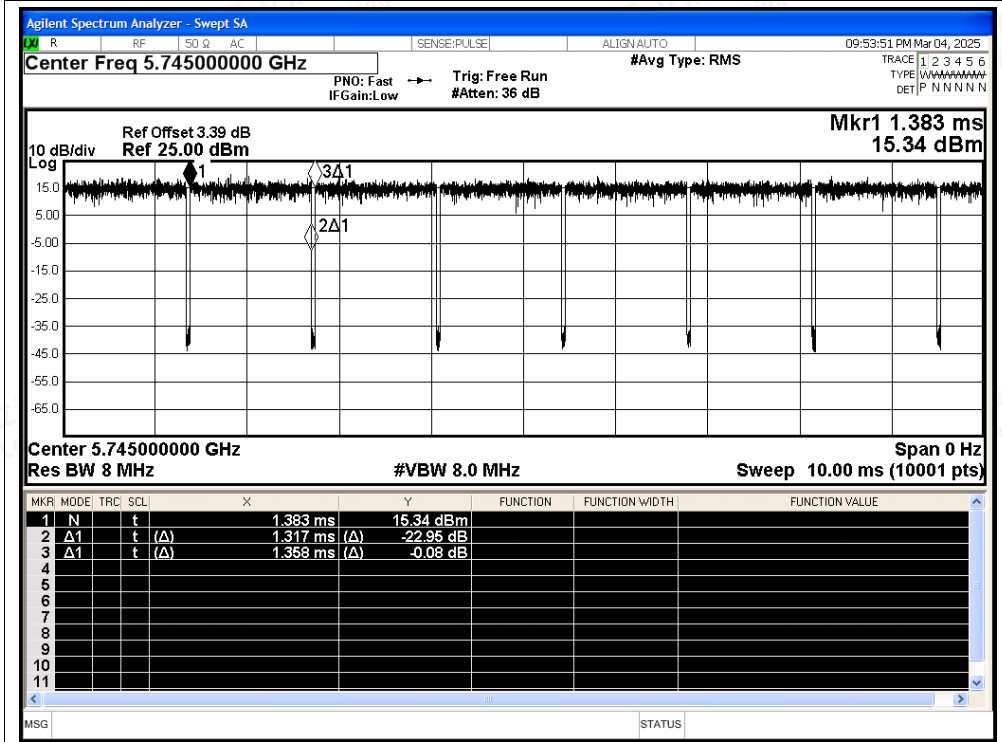 Agilent Spectrum Analyzer - Swept SA
LXI R RF 50 Ω AC SENSE:PULSE ALIGN AUTO 09:53:51 PM Mar 04, 2025
Center Freq 5.745000000 GHz #Avg Type: RMS TRACE 1 2 3 4 5 6
PNO: Fast Trig: Free Run TYPE W
IFGain:Low #Atten: 36 dB DET P N N N N N
Mkr1 1.383 ms
Ref Offset 3.39 dB
10 dB/div Ref 25.00 dBm 15.34 dBm
Log
1 3Δ1
15.0
5.00
2Δ1
-5.00
-15.0
-25.0
-35.0
-45.0
-55.0
-65.0
Center 5.745000000 GHz Span 0 Hz
Res BW 8 MHz #VBW 8.0 MHz Sweep 10.00 ms (10001 pts)
MKR MODE TRC SCL X Y FUNCTION FUNCTION WIDTH FUNCTION VALUE
1 N t 1.383 ms 15.34 dBm
2 Δ1 t (Δ) 1.317 ms (Δ) -22.95 dB
3 Δ1 t (Δ) 1.358 ms (Δ) -0.08 dB
4
5
6
7
8
9
10
11
MSG STATUS